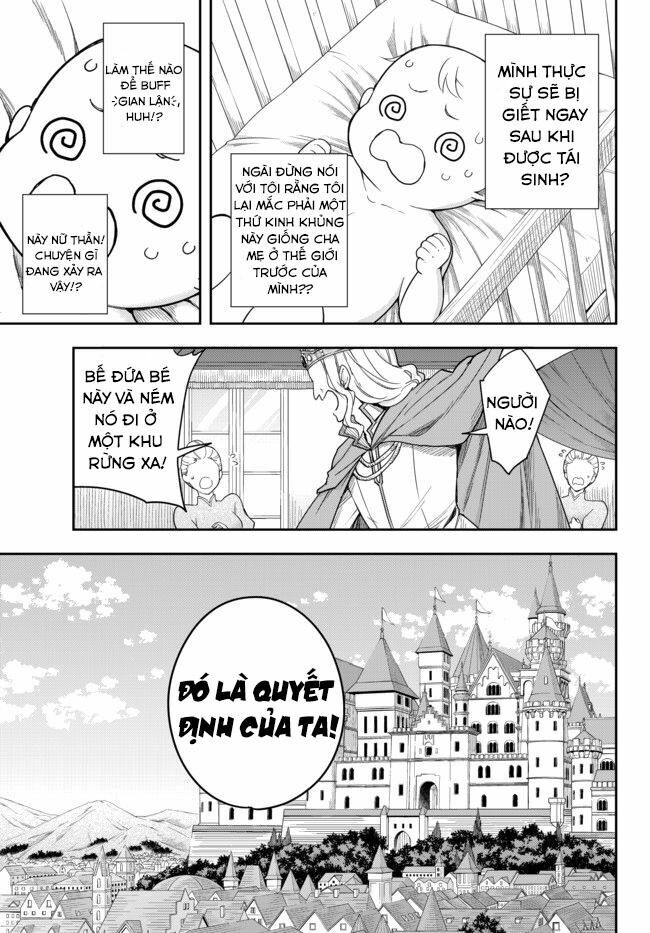 MÌNH THỰC
SỰ SẼ BỊ
GIẾT NGAY
SAU KHI
ĐƯỢC TÁI
SINH?
NGÀI ĐỪNG NÓI
VỚI TÔI RẰNG TÔI
LẠI MẮC PHẢI MỘT
THỨ KINH KHỦNG
NÀY GIỐNG CHA
MẸ Ở THẾ GIỚI
TRƯỚC CỦA
MÌNH??
LÀM THẾ NÀO
ĐỂ BUFF
GIAN LẬN,
HUH!?
NÀY NỮ THẦN!
CHUYỆN GÌ
ĐANG XẢY RA
VẬY!?
NGƯỜI
NÀO!
BẾ ĐỨA BÉ
NÀY VÀ NÉM
NÓ ĐI Ở
MỘT KHU
RỪNG XA!
ĐÓ LÀ QUYẾT
ĐỊNH CỦA TA!